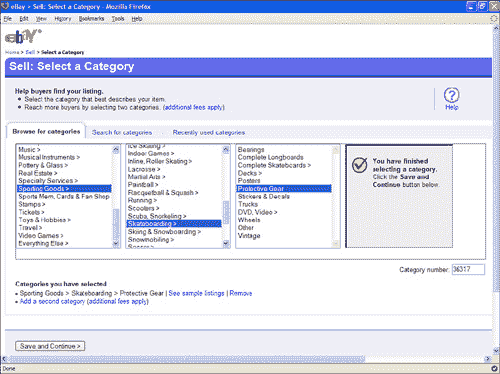 eBay - Sell: Select a Category - Mozilla Firefox
File Edit View History Bookmarks Tools Help
ebay
Home > Sell > Select a Category
Sell: Select a Category
Help buyers find your listing.
• Select the category that best describes your item.
• Reach more buyers by selecting two categories. (additional fees apply)
Help
Browse for categories
Search for categories
Recently used categories
Music >
Musical Instruments >
Pottery & Glass >
Real Estate >
Specialty Services >
Sporting Goods >
Sports Mem, Cards & Fan Shop
Stamps >
Tickets >
Toys & Hobbies >
Travel >
Video Games >
Everything Else >
Ice Skating >
Indoor Games >
Inline, Roller Skating >
Lacrosse >
Martial Arts >
Paintball >
Racquetball & Squash >
Running >
Scooters >
Scuba, Snorkeling >
Skateboarding >
Skiing & Snowboarding >
Snowmobiling >
Soccer >
Bearings
Complete Longboards
Complete Skateboards >
Decks >
Posters
Protective Gear
Stickers & Decals
Trucks
DVD, Video >
Wheels
Other
Vintage
You have finished
selecting a category.
Click the Save and
Continue button below.
Category number: 36317
Categories you have selected
• Sporting Goods > Skateboarding > Protective Gear | See sample listings | Remove
• Add a second category (additional fees apply)
Save and Continue >
Done